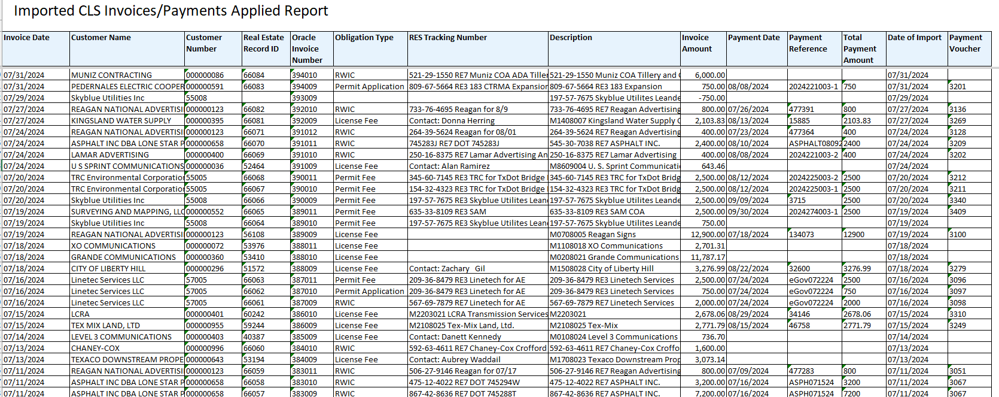 Imported CLS Invoices/Payments Applied Report
Invoice Date Customer Name Customer Number Real Estate Record ID Oracle Invoice Number Obligation Type RES Tracking Number Description Invoice Amount Payment Date Payment Reference Total Payment Amount Date of Import Payment Voucher
07/31/2024 MUNIZ CONTRACTING 000000086 66084 394010 RWIC 521-29-1550 RE7 Muniz COA ADA Tiller 521-29-1550 Muniz COA Tillery and 6,000.00 07/31/2024
07/31/2024 PEDERNALES ELECTRIC COOPER 000000591 66083 394009 Permit Application 809-67-5664 RE3 183 CTRMA Expansion 809-67-5664 RE3 183 Expansion 750.00 08/08/2024 2024221003-1 750 07/31/2024 3201
07/29/2024 Skyblue Utilities Inc 55008 393009 197-57-7675 Skyblue Utilites Leande -750.00 07/29/2024
07/27/2024 REAGAN NATIONAL ADVERTISI 000000123 66082 392010 RWIC 733-76-4695 Reagan for 8/9 733-76-4695 RE7 Reagan Advertising 800.00 07/26/2024 477391 800 07/27/2024 3136
07/27/2024 KINGSLAND WATER SUPPLY 000000395 66081 392009 License Fee Contact: Donna Herring M1408007 Kingsland Water Supply C 2,103.83 08/13/2024 15885 2103.83 07/27/2024 3269
07/24/2024 REAGAN NATIONAL ADVERTISI 000000123 66071 391012 RWIC 264-39-5624 Reagan for 08/01 264-39-5624 RE7 Reagan Advertising 400.00 07/23/2024 477364 400 07/24/2024 3128
07/24/2024 ASPHALT INC DBA LONE STAR P 000000658 66070 391011 RWIC 745283J RE7 DOT 745283J 545-30-7038 RE7 ASPHALT INC. 2,400.00 08/10/2024 ASPHALT08092 2400 07/24/2024 3209
07/24/2024 LAMAR ADVERTISING 000000400 66069 391010 RWIC 250-16-8375 RE7 Lamar Advertising An 250-16-8375 RE7 Lamar Advertising 400.00 08/08/2024 2024221003-2 400 07/24/2024 3202
07/24/2024 U S SPRINT COMMUNICATIONS 000000036 52464 391009 License Fee Contact: Alan Ramirez M8609004 U. S. Sprint Communicati 643.46 07/24/2024
07/20/2024 TRC Environmental Corporation 55005 66068 390011 Permit Fee 345-60-7145 RE3 TRC for TxDot Bridge 345-60-7145 RE3 TRC for TxDot Bridg 2,500.00 08/12/2024 2024225003-2 2500 07/20/2024 3212
07/20/2024 TRC Environmental Corporation 55005 66067 390010 Permit Fee 154-32-4323 RE3 TRC for TxDot Bridge 154-32-4323 RE3 TRC for TxDot Bridg 2,500.00 08/12/2024 2024225003-1 2500 07/20/2024 3211
07/20/2024 Skyblue Utilities Inc 55008 66066 390009 Permit Fee 197-57-7675 RE3 Skyblue Utilites Lean 197-57-7675 RE3 Skyblue Utilites Leande 2,500.00 09/09/2024 3715 2500 07/20/2024 3340
07/19/2024 SURVEYING AND MAPPING, LLC 000000552 66065 389011 Permit Fee 635-33-8109 RE3 SAM 635-33-8109 RE3 SAM COA 2,500.00 09/30/2024 2024274003-1 2500 07/19/2024 3409
07/19/2024 Skyblue Utilities Inc 55008 66064 389010 Permit Fee 197-57-7675 RE3 Skyblue Utilites Lean 197-57-7675 Skyblue Utilites Leande 750.00 07/19/2024
07/19/2024 REAGAN NATIONAL ADVERTISI 000000123 56108 389009 License Fee M0708005 Reagan Signs 12,900.00 07/18/2024 134073 12900 07/19/2024 3100
07/18/2024 XO COMMUNICATIONS 000000072 53976 388011 License Fee M1108018 XO Communications 2,701.31 07/18/2024
07/18/2024 GRANDE COMMUNICATIONS 000000360 53410 388010 License Fee M0208021 Grande Communications 11,787.17 07/18/2024
07/18/2024 CITY OF LIBERTY HILL 000000296 51572 388009 License Fee Contact: Zachary Gil M1508028 City of Liberty Hill 3,276.99 08/22/2024 32600 3276.99 07/18/2024 3279
07/16/2024 Linetec Services LLC 57005 66063 387011 Permit Fee 209-36-8479 RE3 Linetech for AE 209-36-8479 RE3 Linetech Services 2,500.00 07/24/2024 eGov072224 2500 07/16/2024 3096
07/16/2024 Linetec Services LLC 57005 66062 387010 Permit Application 209-36-8479 RE3 Linetech for AE 209-36-8479 RE3 Linetech Services 750.00 07/24/2024 eGov072224 750 07/16/2024 3097
07/16/2024 Linetec Services LLC 57005 66061 387009 RWIC 567-69-7879 RE7 Linetech for AE 567-69-7879 RE7 Linetech Services 2,000.00 07/24/2024 eGov072224 2000 07/16/2024 3098
07/15/2024 LCRA 000000401 60242 386010 License Fee M2203021 LCRA Transmission Services M2203021 2,678.06 08/29/2024 34146 2678.06 07/15/2024 3310
07/15/2024 TEX MIX LAND, LTD 000000955 59244 386009 License Fee M2108025 Tex-Mix Land, Ltd. M2108025 Tex-Mix 2,771.79 08/15/2024 46758 2771.79 07/15/2024 3249
07/14/2024 LEVEL 3 COMMUNICATIONS 000000403 40387 385009 License Fee Contact: Danett Kennedy M0108024 Level 3 Communications 736.70 07/14/2024
07/13/2024 CHANEY-COX 000000996 66060 384010 RWIC 592-63-4611 RE7 Chaney-Cox Crofford 592-63-4611 RE7 Chaney-Cox Croffo 1,600.00 07/13/2024
07/13/2024 TEXACO DOWNSTREAM PROPE 000000643 53194 384009 License Fee Contact: Aubrey Waddail M1708023 Texaco Downstream Prop 3,073.14 07/13/2024
07/11/2024 REAGAN NATIONAL ADVERTISI 000000123 66059 383011 RWIC 506-27-9146 Reagan for 07/17 506-27-9146 RE7 Reagan Advertising 800.00 07/09/2024 477283 800 07/11/2024 3051
07/11/2024 ASPHALT INC DBA LONE STAR P 000000658 66058 383010 RWIC 475-12-4022 RE7 DOT 745294W 475-12-4022 RE7 ASPHALT INC. 3,200.00 07/16/2024 ASPH071524 3200 07/11/2024 3067
07/11/2024 ASPHALT INC DBA LONE STAR P 000000658 66057 383009 RWIC 867-42-8636 RE7 DOT 745288T 867-42-8636 RE7 ASPHALT INC. 7,200.00 07/16/2024 ASPH071524 7200 07/11/2024 3067